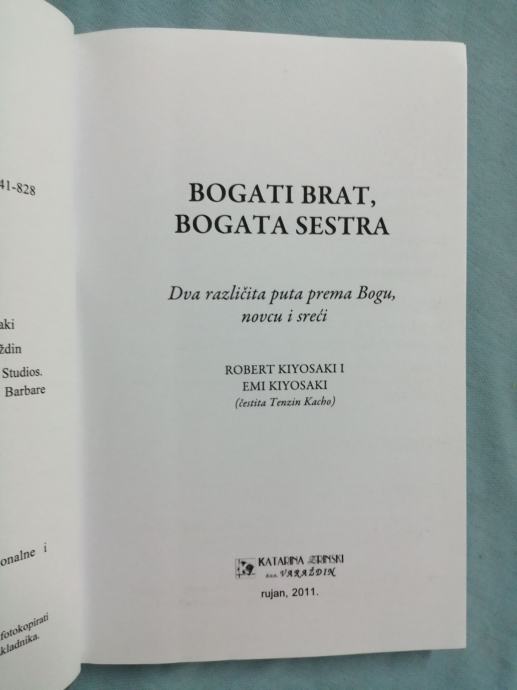 41-828
aki
ždin
Studios.
Barbare
onalne i
fotokopirati
kladnika.
BOGATI BRAT,
BOGATA SESTRA
Dva različita puta prema Bogu,
novcu i sreći
ROBERT KIYOSAKI I
EMI KIYOSAKI
(čestita Tenzin Kacho)
KATARINA ZRINSKI
d.o.o. VARAŽDIN
rujan, 2011.